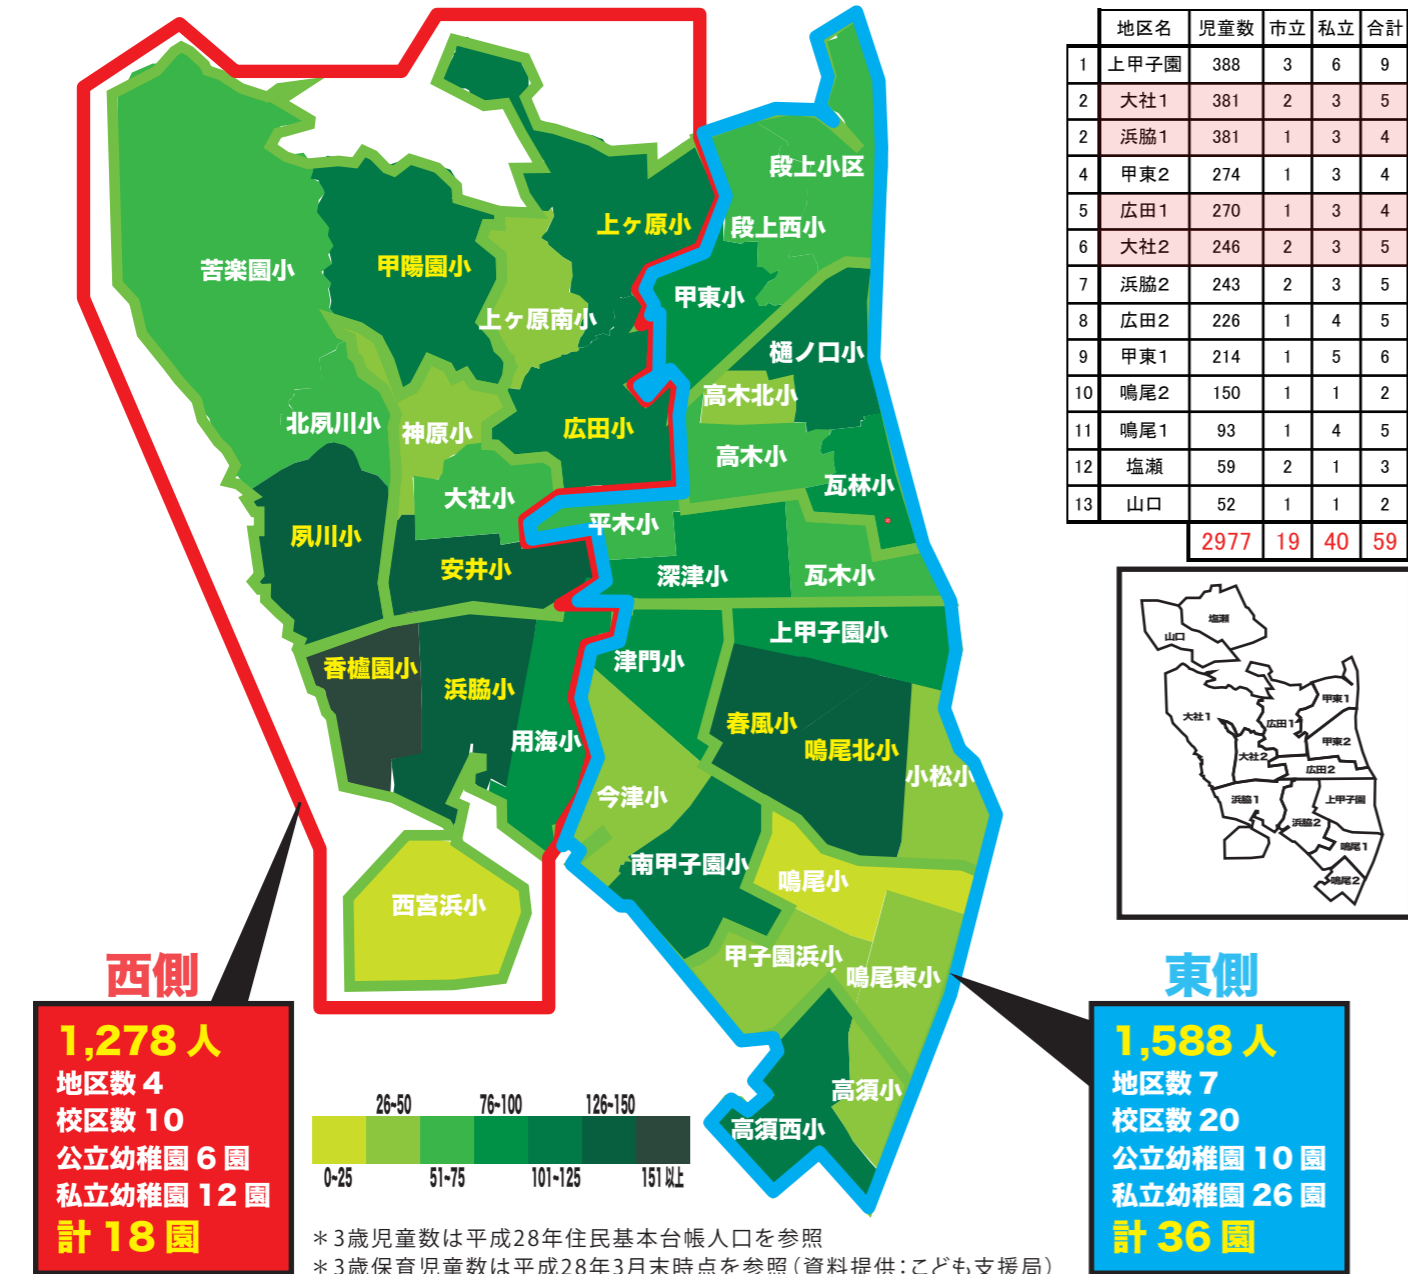 地区名 児童数 市立 私立 合計
1 上甲子園 388 3 6 9
2 大社1 381 2 3 5
2 浜脇1 381 1 3 4
4 甲東2 274 1 3 4
5 広田1 270 1 3 4
6 大社2 246 2 3 5
7 浜脇2 243 2 3 5
8 広田2 226 1 4 5
9 甲東1 214 1 5 6
10 鳴尾2 150 1 1 2
11 鳴尾1 93 1 4 5
12 塩瀬 59 2 1 3
13 山口 52 1 1 2
2977 19 40 59
段上小区
上ヶ原小
段上西小
苦楽園小
甲陽園小
甲東小
上ヶ原南小
樋ノ口小
高木北小
北夙川小
神原小
広田小
高木小
瓦林小
大社小
平木小
夙川小
安井小
深津小
瓦木小
上甲子園小
津門小
香櫨園小
浜脇小
春風小
用海小
鳴尾北小
小松小
今津小
南甲子園小
鳴尾小
西宮浜小
甲子園浜小
鳴尾東小
高須小
高須西小
塩瀬
山口
甲東1
大社1
広田1
甲東2
大社2
広田2
浜脇1
上甲子園
浜脇2
鳴尾1
鳴尾2
西側
1,278人
地区数4
校区数10
公立幼稚園6園
私立幼稚園12園
計18園
東側
1,588人
地区数7
校区数20
公立幼稚園10園
私立幼稚園26園
計36園
26~50 76~100 126~150
0~25 51~75 101~125 151以上
＊3歳児童数は平成28年住民基本台帳人口を参照
＊3歳保育児童数は平成28年3月末時点を参照（資料提供：こども支援局）